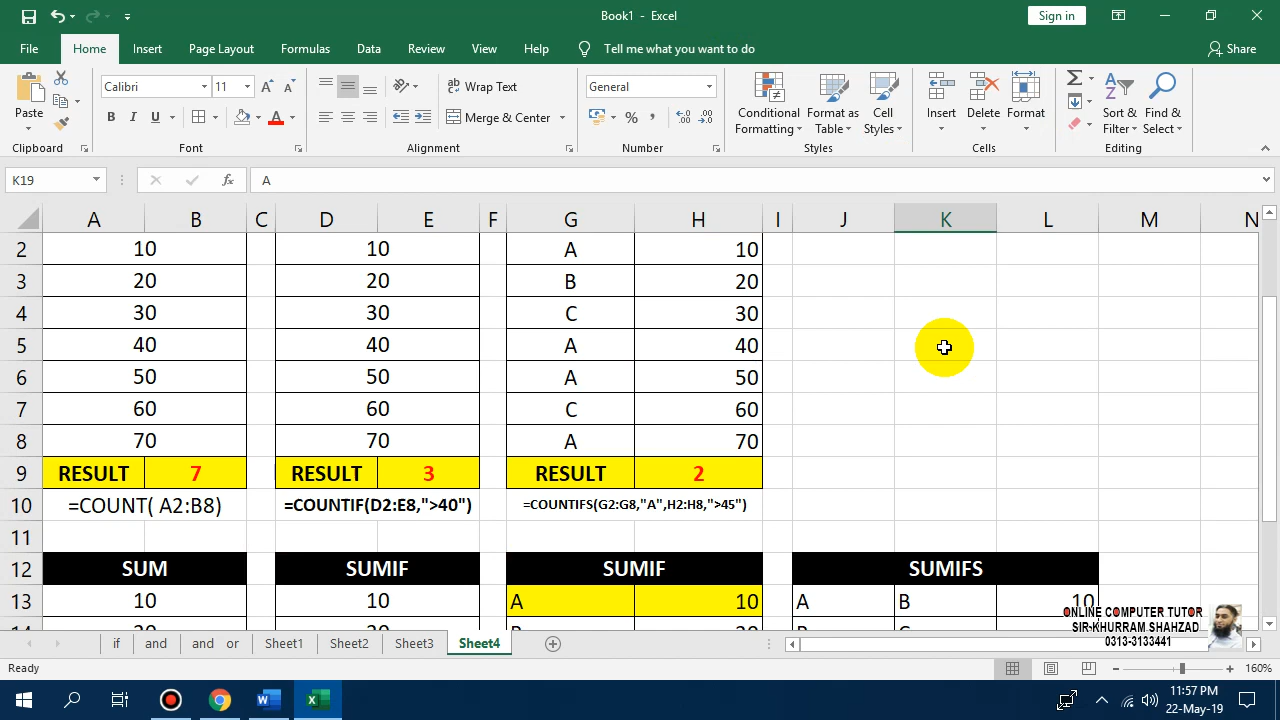 Book1 - Excel
Sign in
File Home Insert Page Layout Formulas Data Review View Help Tell me what you want to do Share
Paste
Clipboard
Calibri 11
B I U
Font
Wrap Text
Merge & Center
Alignment
General
Number
Conditional Formatting
Format as Table
Cell Styles
Styles
Insert
Delete
Format
Cells
Sort & Filter
Find & Select
Editing
K19 fx A
A B C D E F G H I J K L M N
2 10 10 A 10
3 20 20 B 20
4 30 30 C 30
5 40 40 A 40
6 50 50 A 50
7 60 60 C 60
8 70 70 A 70
9 RESULT 7 RESULT 3 RESULT 2
10 =COUNT( A2:B8) =COUNTIF(D2:E8,">40") =COUNTIFS(G2:G8,"A",H2:H8,">45")
11
12 SUM SUMIF SUMIF SUMIFS
13 10 10 A 10 A B 10
ONLINE COMPUTER TUTOR
SIR-KHURRAM SHAHZAD
0313-3133441
if and and or Sheet1 Sheet2 Sheet3 Sheet4
Ready
160%
11:57 PM
22-May-19